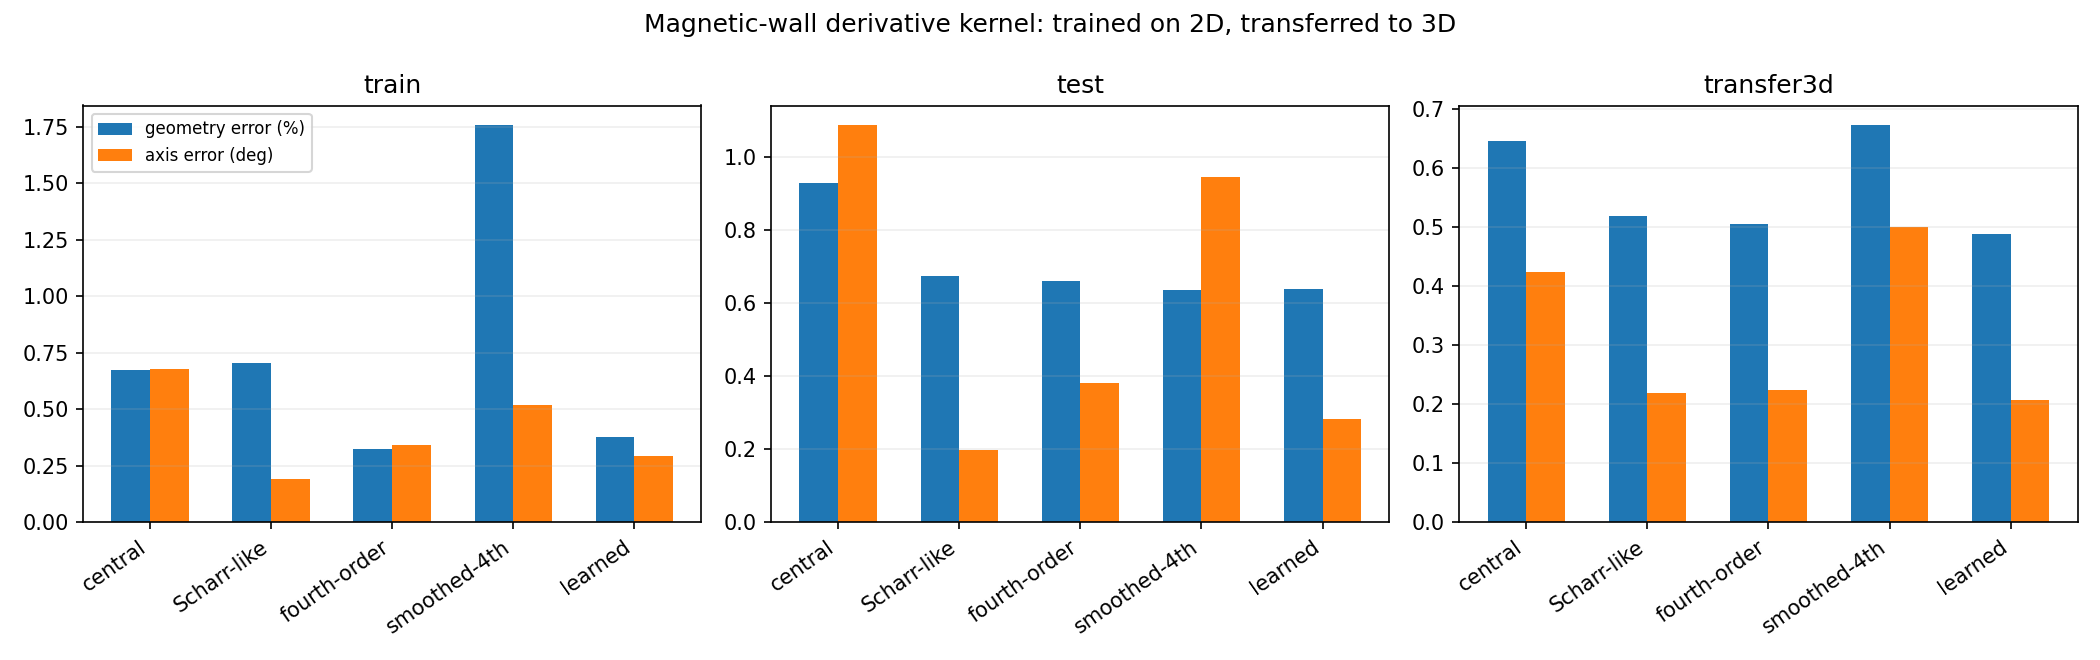 Magnetic-wall derivative kernel: trained on 2D, transferred to 3D
train
geometry error (%)
axis error (deg)
1.75
1.50
1.25
1.00
0.75
0.50
0.25
0.00
central
Scharr-like
fourth-order
smoothed-4th
learned
test
1.0
0.8
0.6
0.4
0.2
0.0
central
Scharr-like
fourth-order
smoothed-4th
learned
transfer3d
0.7
0.6
0.5
0.4
0.3
0.2
0.1
0.0
central
Scharr-like
fourth-order
smoothed-4th
learned